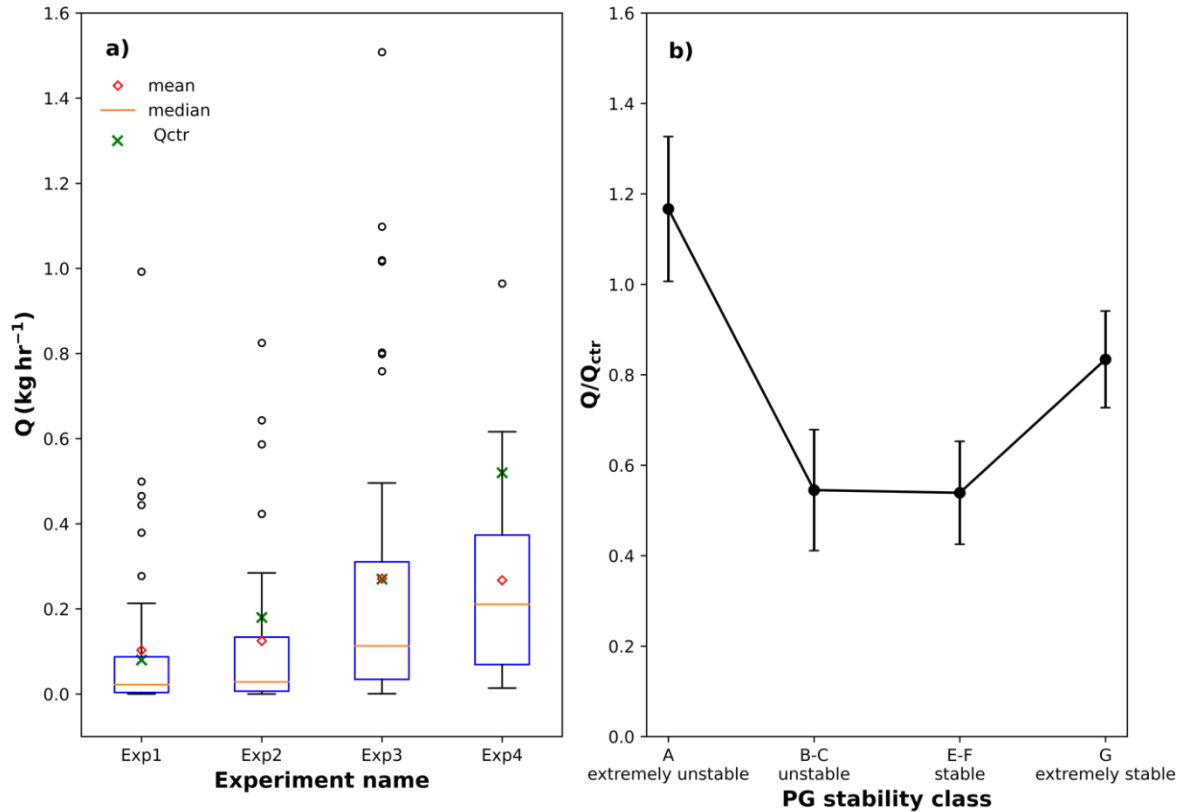 a)
mean
median
Qctr
1.6
1.4
1.2
1.0
0.8
0.6
0.4
0.2
0.0
Q (kg hr⁻¹)
Exp1 Exp2 Exp3 Exp4
Experiment name
b)
1.6
1.4
1.2
1.0
0.8
0.6
0.4
0.2
0.0
Q/Qctr
A B-C E-F G
extremely unstable unstable stable extremely stable
PG stability class